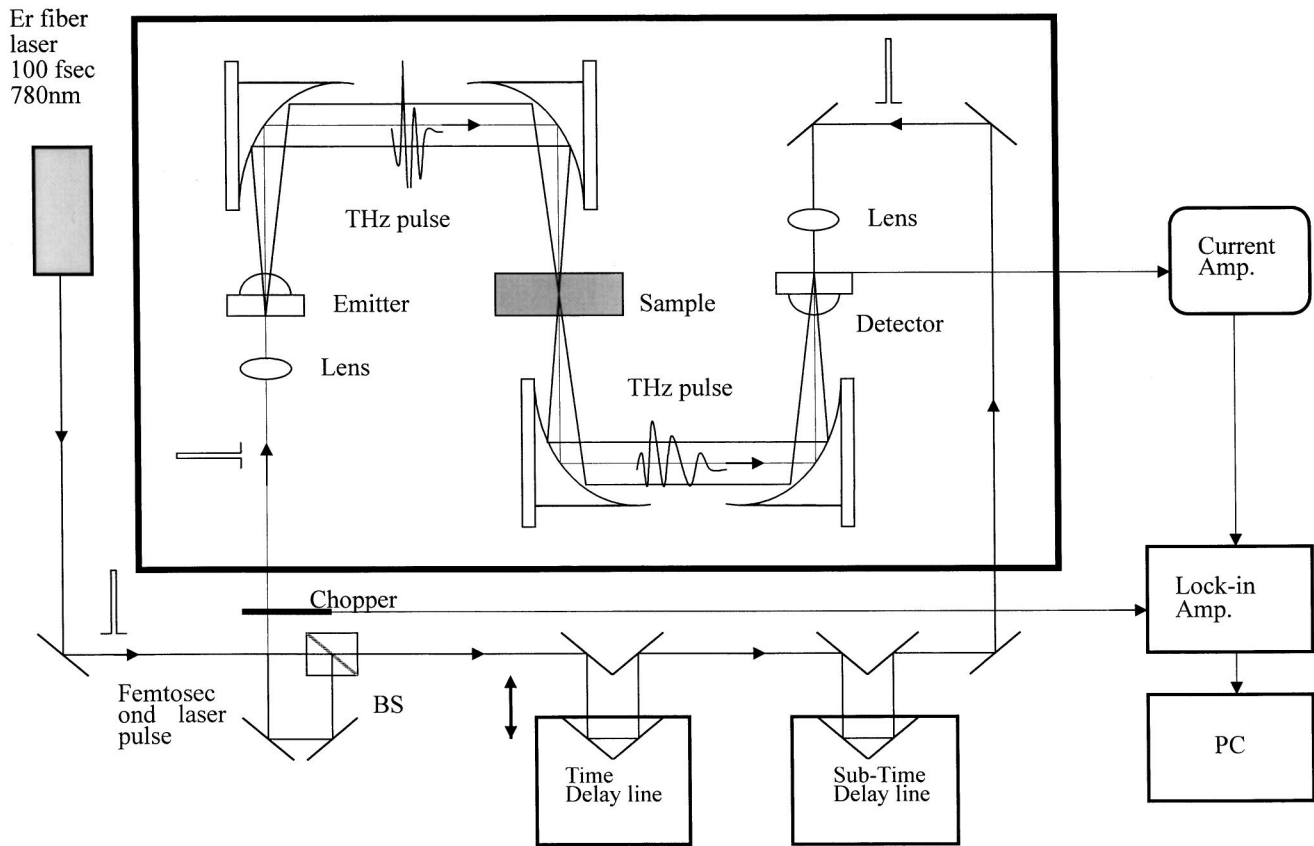 Er fiber
laser
100 fsec
780nm
THz pulse
Lens
Current
Amp.
Emitter
Sample
Detector
Lens
THz pulse
Chopper
Lock-in
Amp.
Femtosec
ond laser
pulse
BS
Time
Delay line
Sub-Time
Delay line
PC